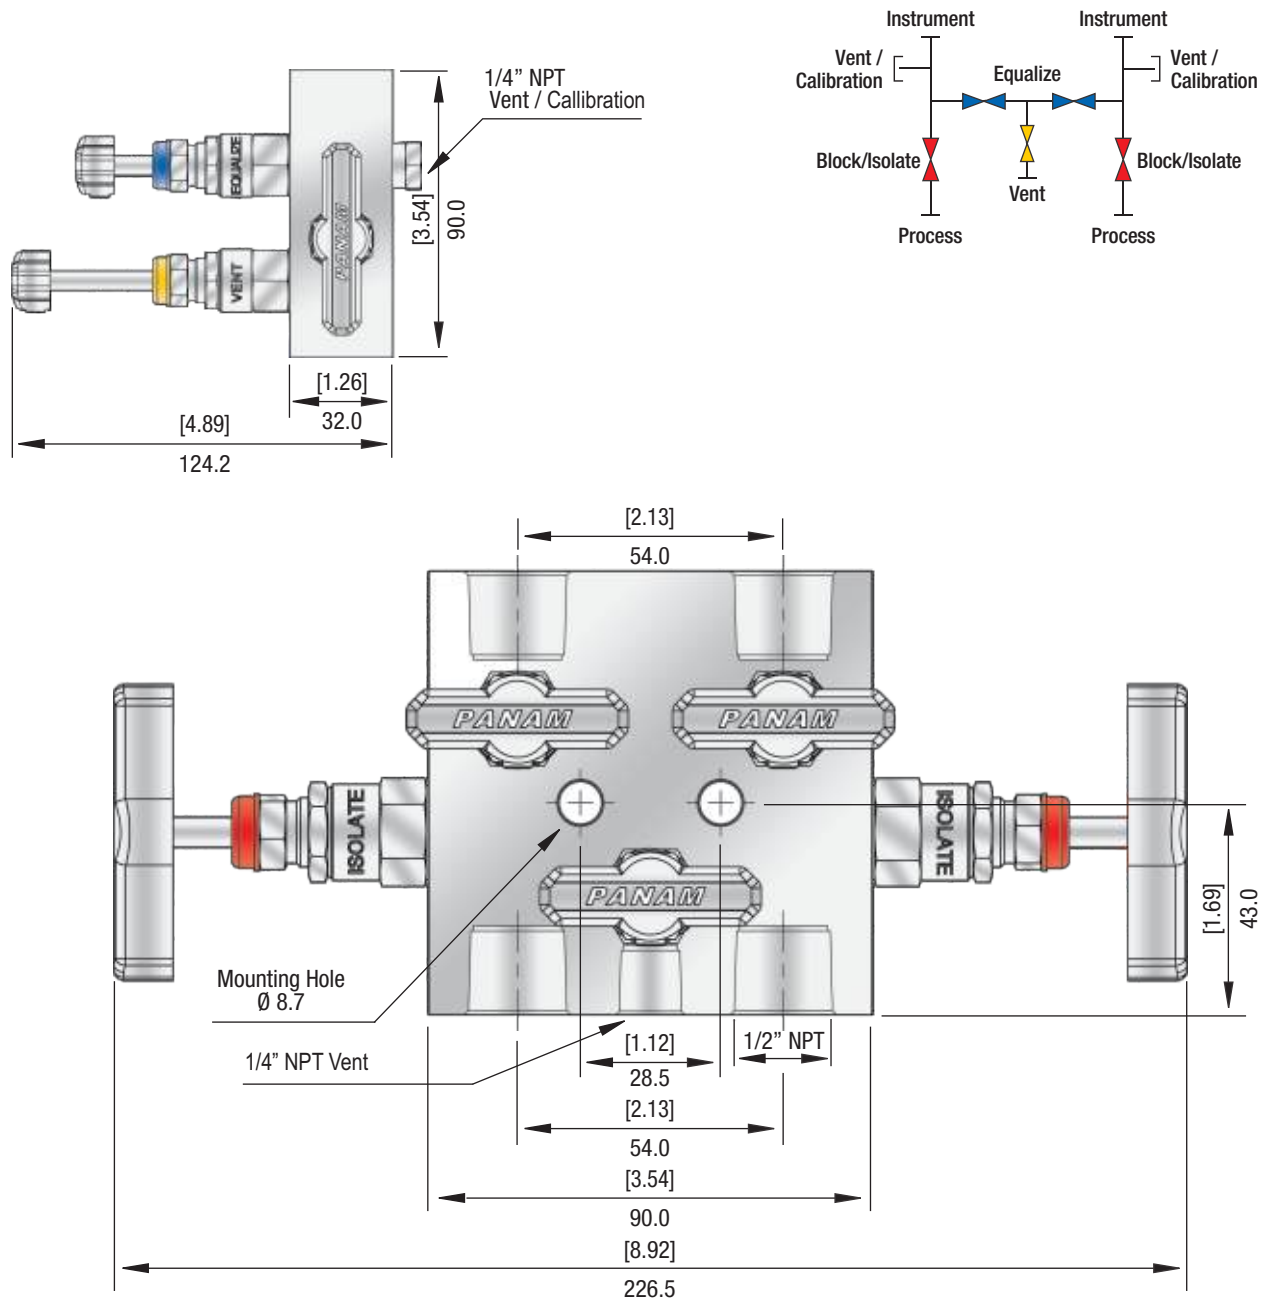 Instrument
Instrument
Vent /
Calibration
Equalize
Vent /
Calibration
Block/Isolate
Block/Isolate
Vent
Process
Process
1/4” NPT
Vent / Callibration
EQUALIZE
VENT
PANAM
[3.54]
90.0
[1.26]
32.0
[4.89]
124.2
[2.13]
54.0
PANAM
PANAM
ISOLATE
ISOLATE
PANAM
[1.69]
43.0
Mounting Hole
Ø 8.7
1/4” NPT Vent
[1.12]
28.5
1/2” NPT
[2.13]
54.0
[3.54]
90.0
[8.92]
226.5